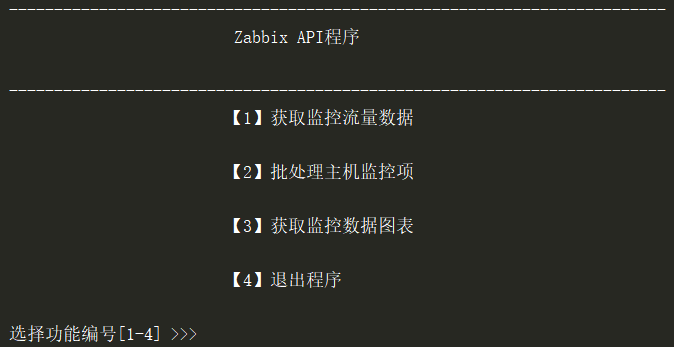 Zabbix API程序
【1】获取监控流量数据
【2】批处理主机监控项
【3】获取监控数据图表
【4】退出程序
选择功能编号[1-4] >>>